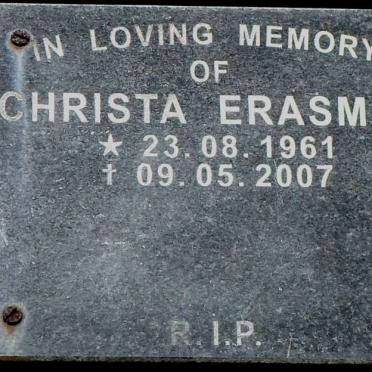 IN LOVING MEMORY
OF
CHRISTA ERASM
★ 23.08.1961
† 09.05.2007
R.I.P.